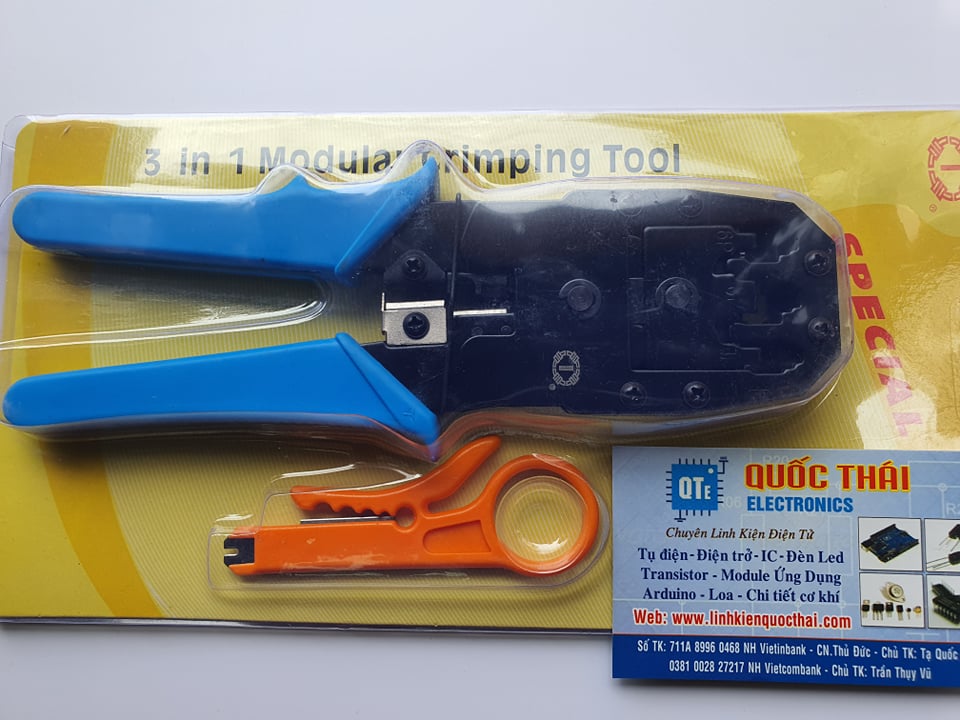 3 in 1 Modular Crimping Tool
SPECIAL
8P
QTE
QUỐC THÁI
ELECTRONICS
Chuyên Linh Kiện Điện Tử
Tụ điện - Điện trở - IC - Đèn Led
Transistor - Module Ứng Dụng
Arduino - Loa - Chi tiết cơ khí
Web: www.linhkienquocthai.com
Số TK: 711A 8996 0468 NH Vietinbank - CN.Thủ Đức - Chủ TK: Tạ Quốc
0381 0028 27217 NH Vietcombank - Chủ TK: Trần Thụy Vũ